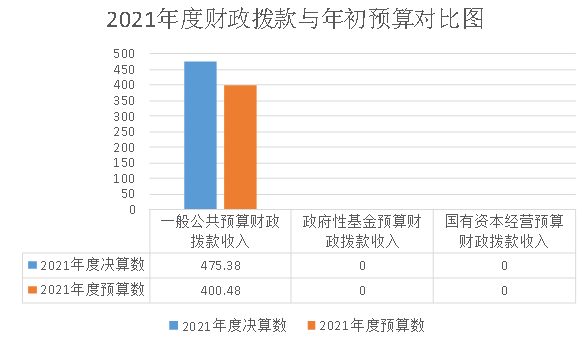 2021年度财政拨款与年初预算对比图
500
450
400
350
300
250
200
150
100
50
0
一般公共预算财政
拨款收入
政府性基金预算财
政拨款收入
国有资本经营预算
财政拨款收入
2021年度决算数 475.38 0 0
2021年度预算数 400.48 0 0
2021年度决算数 2021年度预算数